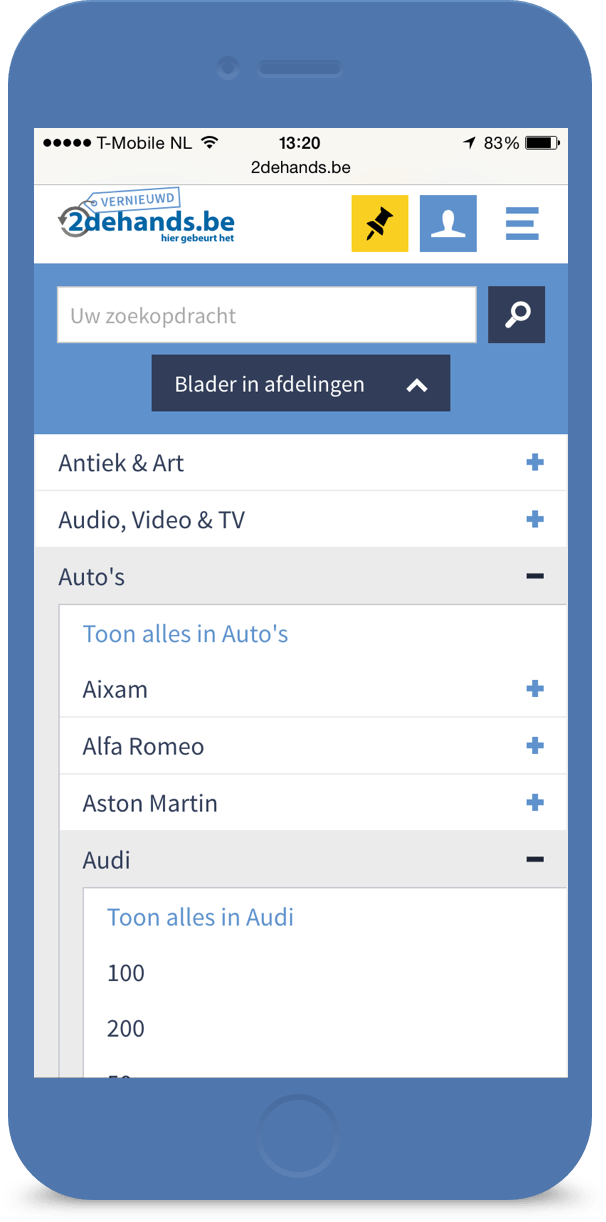 T-Mobile NL 13:20 83%
2dehands.be
VERNIEUWD
2dehands.be
hier gebeurt het
Uw zoekopdracht
Blader in afdelingen
Antiek & Art
Audio, Video & TV
Auto's
Toon alles in Auto's
Aixam
Alfa Romeo
Aston Martin
Audi
Toon alles in Audi
100
200